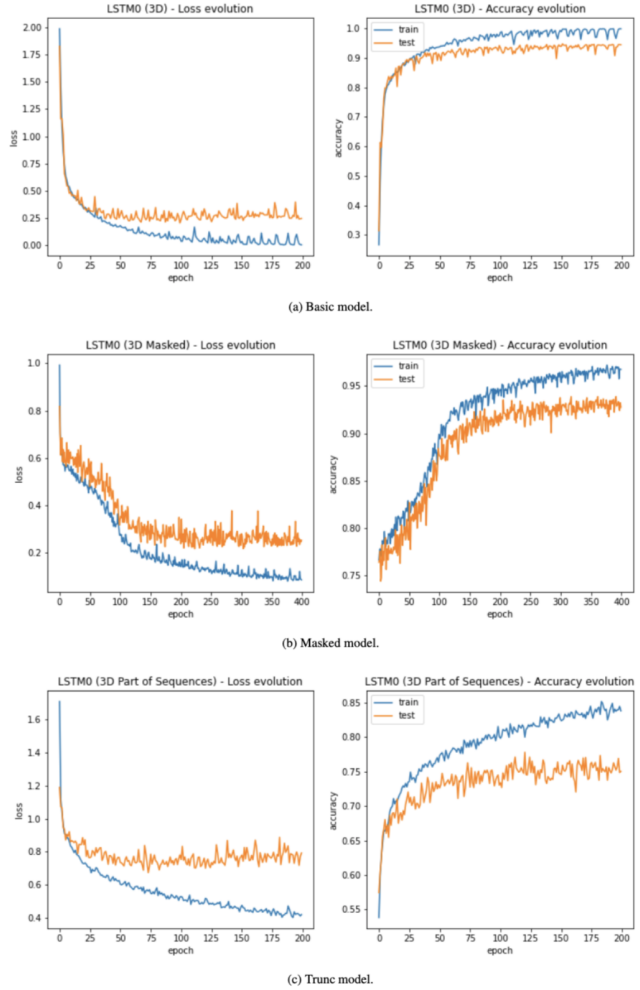 LSTM0 (3D) - Loss evolution
2.00
1.75
1.50
1.25
1.00
0.75
0.50
0.25
0.00
loss
0 25 50 75 100 125 150 175 200
epoch
LSTM0 (3D) - Accuracy evolution
train
test
1.0
0.9
0.8
0.7
0.6
0.5
0.4
0.3
accuracy
0 25 50 75 100 125 150 175 200
epoch
(a) Basic model.
LSTM0 (3D Masked) - Loss evolution
1.0
0.8
0.6
0.4
0.2
loss
0 50 100 150 200 250 300 350 400
epoch
LSTM0 (3D Masked) - Accuracy evolution
train
test
0.95
0.90
0.85
0.80
0.75
accuracy
0 50 100 150 200 250 300 350 400
epoch
(b) Masked model.
LSTM0 (3D Part of Sequences) - Loss evolution
1.6
1.4
1.2
1.0
0.8
0.6
0.4
loss
0 25 50 75 100 125 150 175 200
epoch
LSTM0 (3D Part of Sequences) - Accuracy evolution
train
test
0.85
0.80
0.75
0.70
0.65
0.60
0.55
accuracy
0 25 50 75 100 125 150 175 200
epoch
(c) Trunc model.